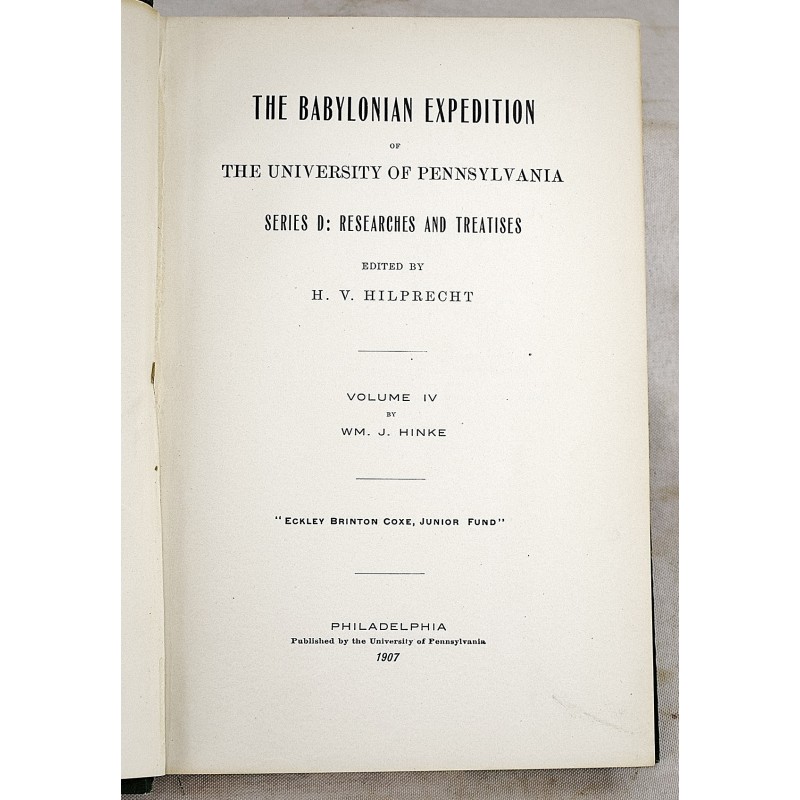 THE BABYLONIAN EXPEDITION
OF
THE UNIVERSITY OF PENNSYLVANIA
SERIES D: RESEARCHES AND TREATISES
EDITED BY
H. V. HILPRECHT
VOLUME IV
BY
WM. J. HINKE
"ECKLEY BRINTON COXE, JUNIOR FUND"
PHILADELPHIA
Published by the University of Pennsylvania
1907